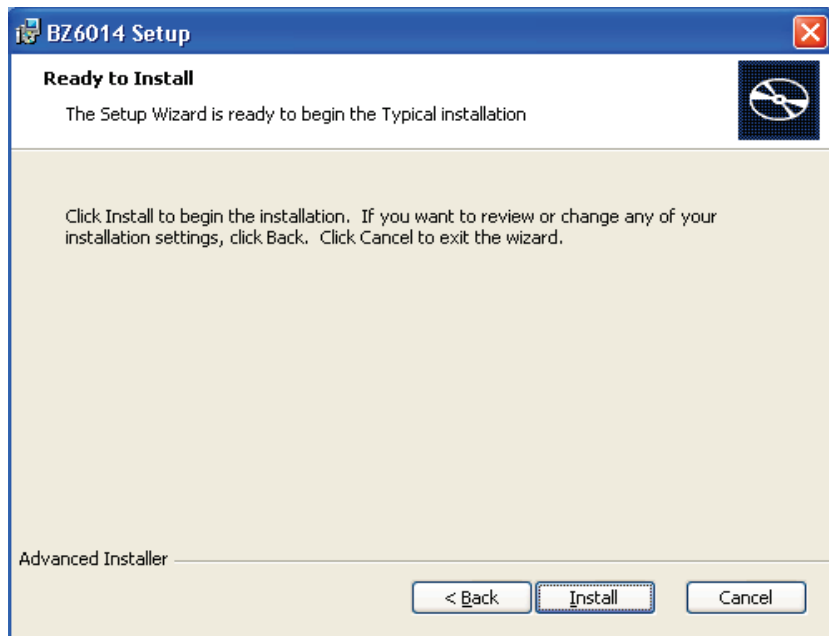 BZ6014 Setup
Ready to Install
The Setup Wizard is ready to begin the Typical installation
Click Install to begin the installation.  If you want to review or change any of your
installation settings, click Back.  Click Cancel to exit the wizard.
Advanced Installer
< Back
Install
Cancel